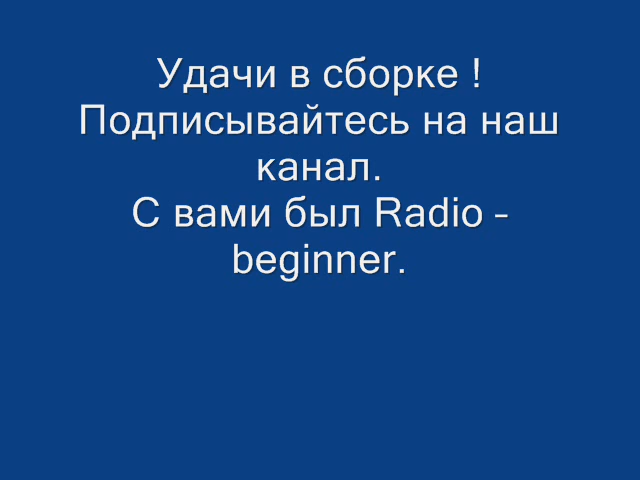 Удачи в сборке !
Подписывайтесь на наш
канал.
С вами был Radio –
beginner.